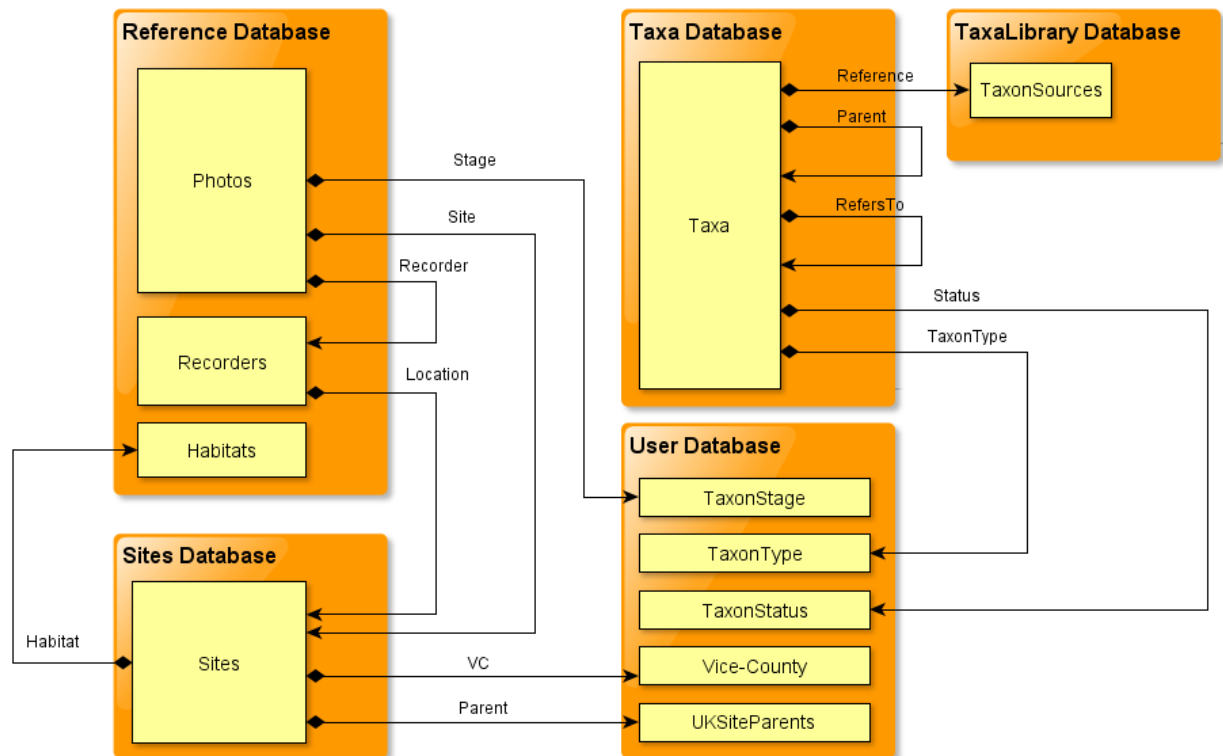 Reference Database
Photos
Recorders
Habitats
Stage
Site
Recorder
Location
Taxa Database
Taxa
Reference
Parent
RefersTo
Status
TaxonType
TaxaLibrary Database
TaxonSources
Sites Database
Sites
Habitat
VC
Parent
User Database
TaxonStage
TaxonType
TaxonStatus
Vice-County
UKSiteParents